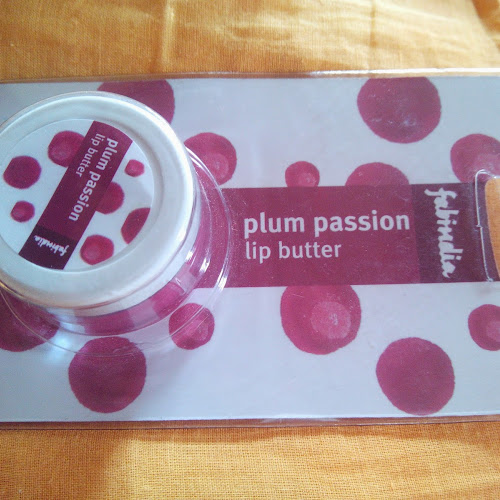 plum passion
lip butter
fabindia
plum passion
lip butter
fabindia